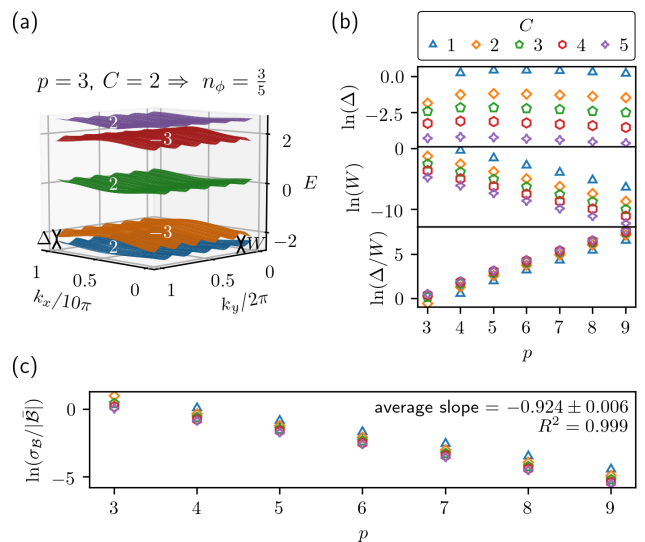 (a)
p = 3, C = 2 ⇒ n_ϕ = 3/5
2
−3
2
−3
2
Δ
W
2
0
−2
E
1
0.5
0
k_x/10π
1
0.5
0
k_y/2π
(b)
C
1 2 3 4 5
0.0
−2.5
ln(Δ)
0
−10
ln(W)
5
0
ln(Δ/W)
3 4 5 6 7 8 9
p
(c)
average slope = −0.924 ± 0.006
R² = 0.999
0
−5
ln(σ_ℬ/|ℬ̄|)
3 4 5 6 7 8 9
p